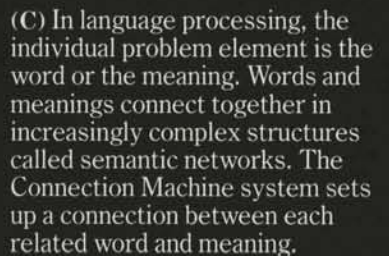 (C) In language processing, the
individual problem element is the
word or the meaning. Words and
meanings connect together in
increasingly complex structures
called semantic networks. The
Connection Machine system sets
up a connection between each
related word and meaning.